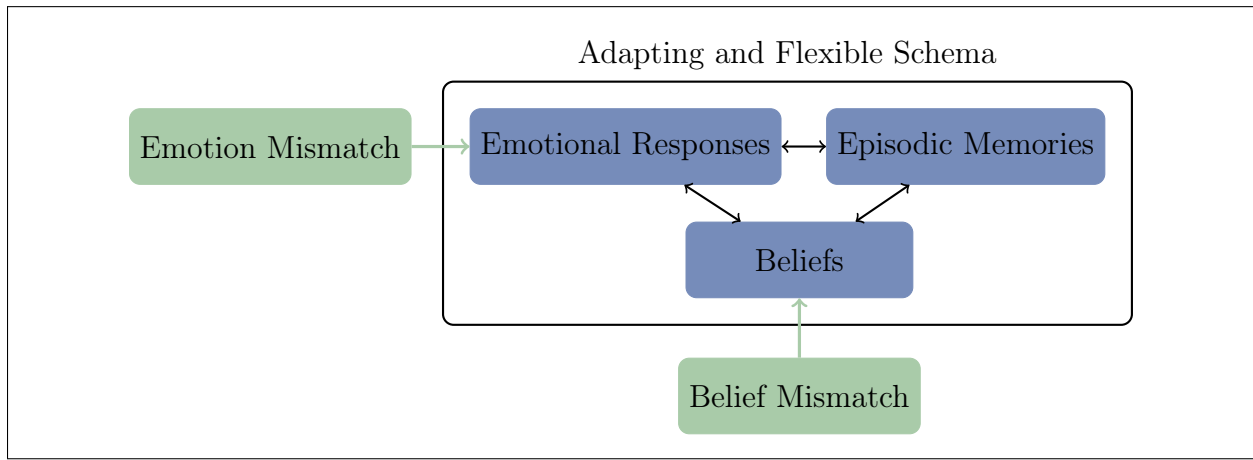 Adapting and Flexible Schema
Emotion Mismatch
Emotional Responses
Episodic Memories
Beliefs
Belief Mismatch